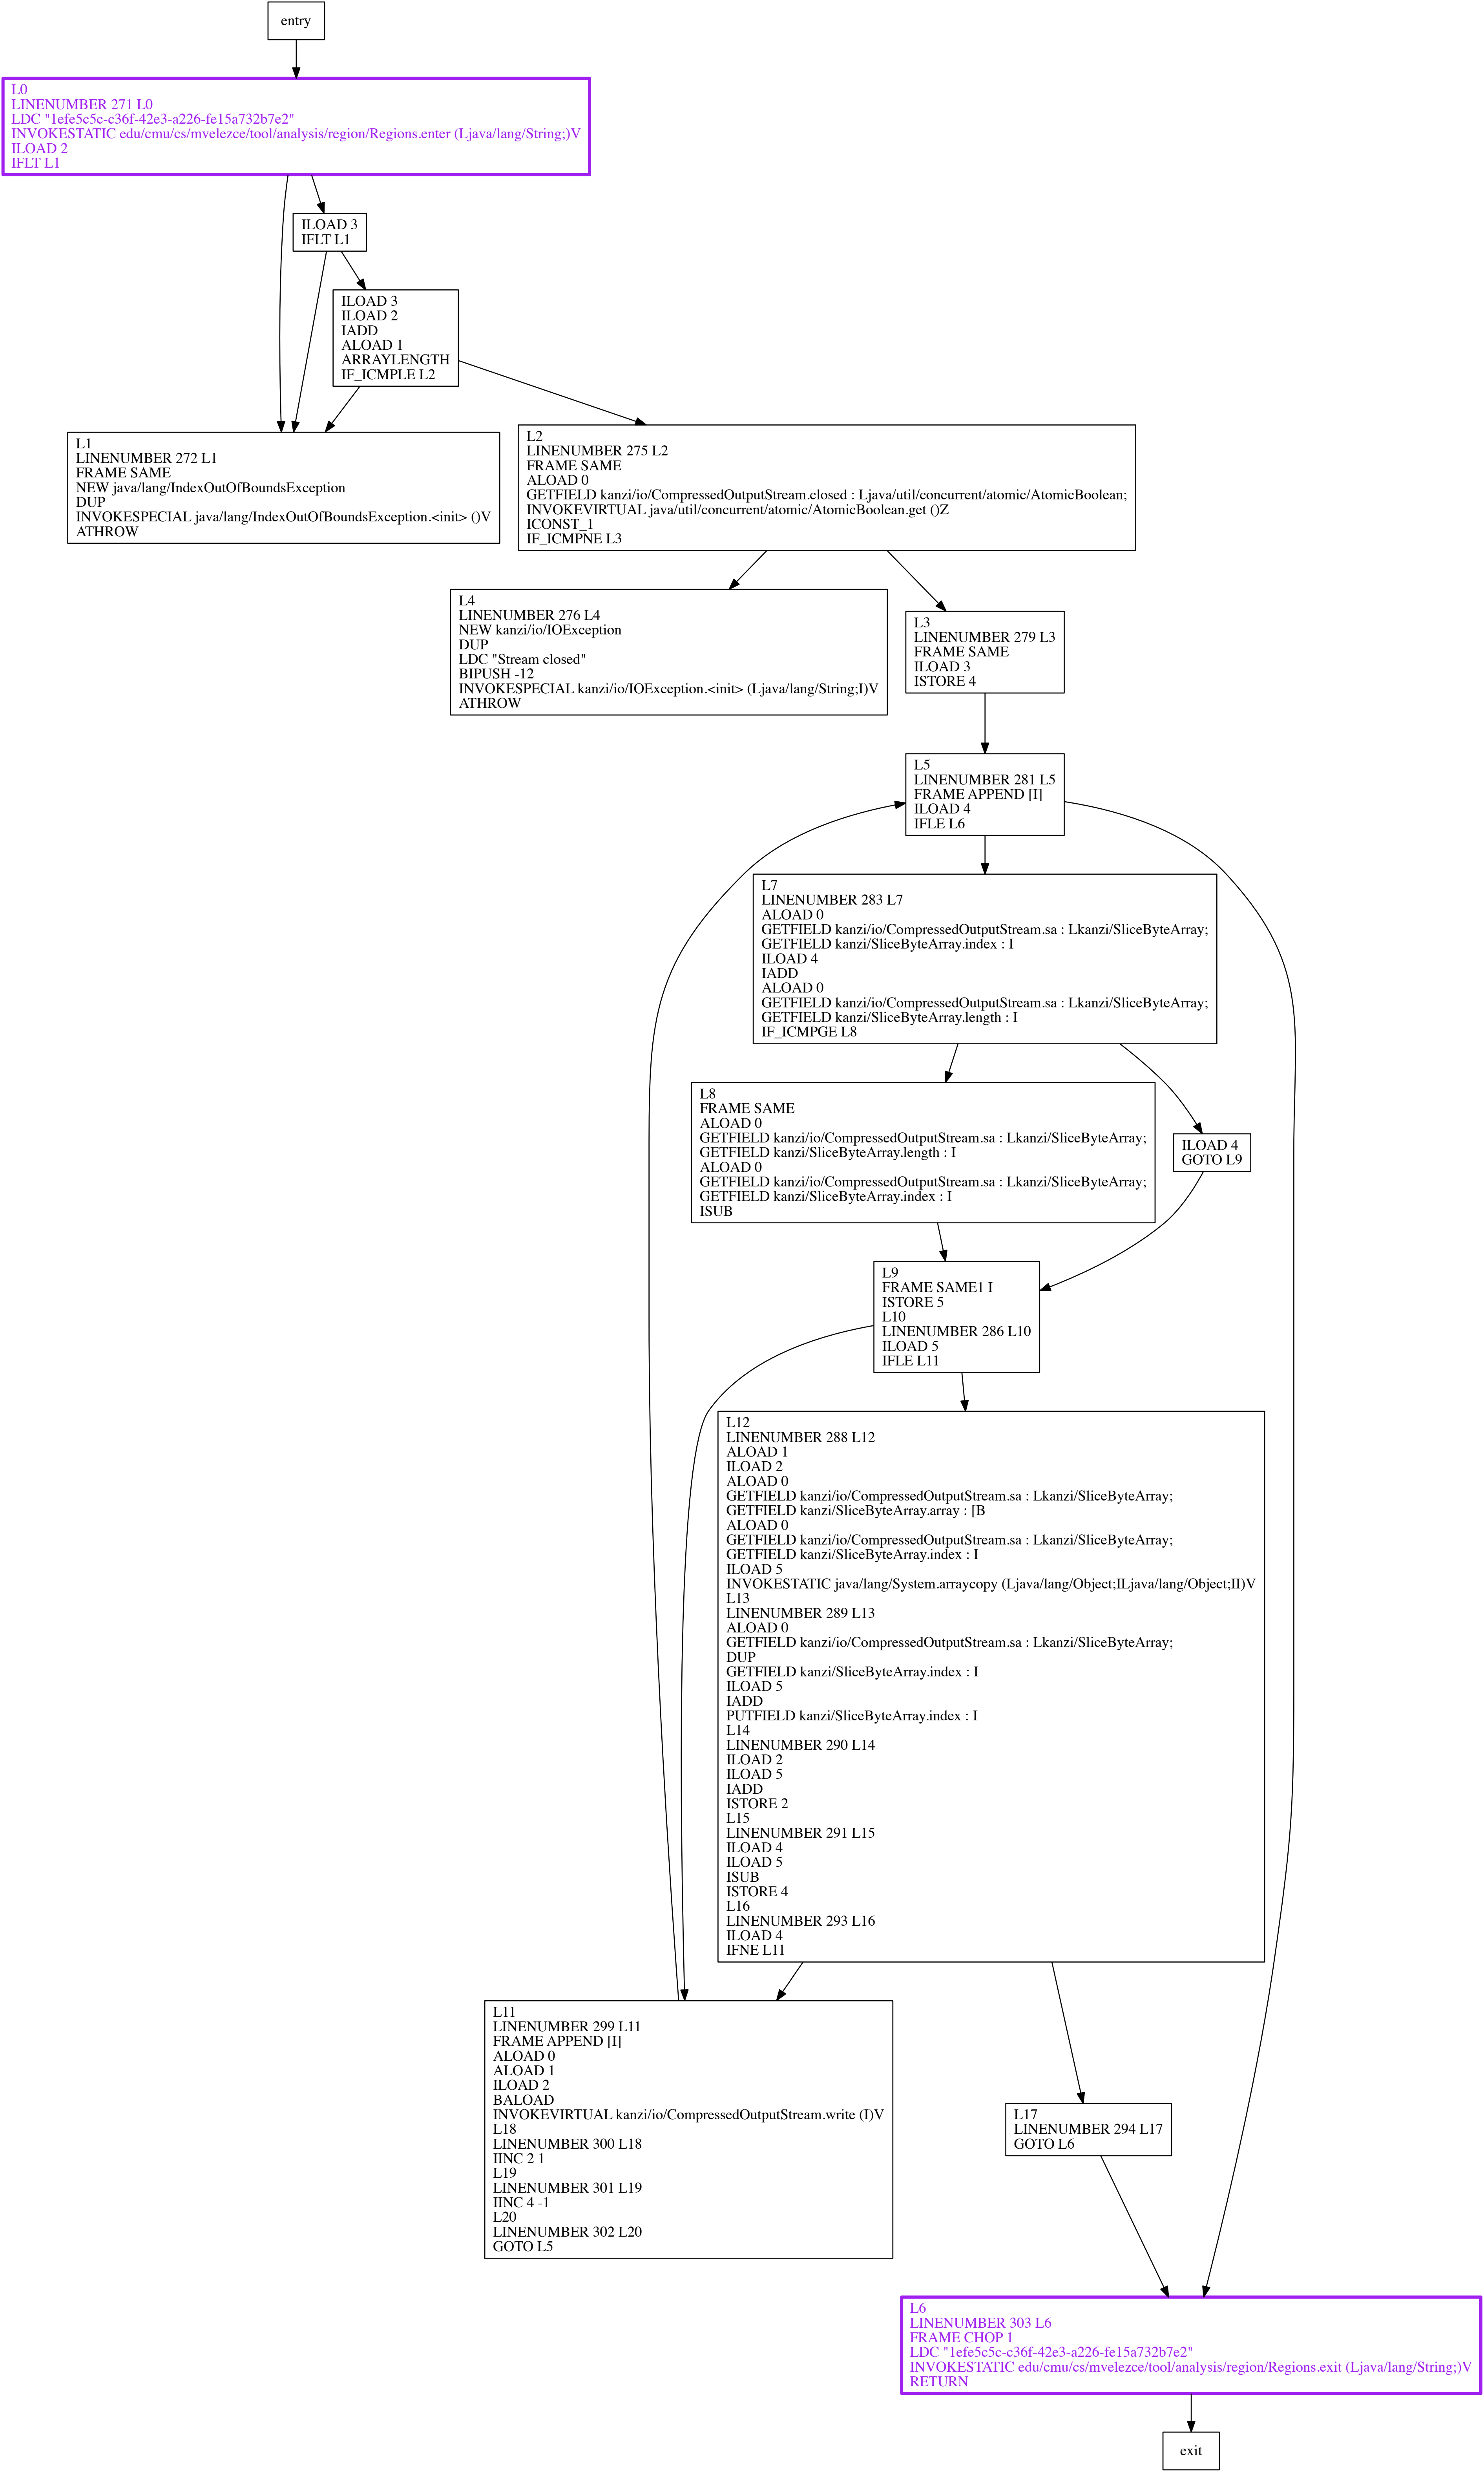 entry
L0
LINENUMBER 271 L0
LDC "1efe5c5c-c36f-42e3-a226-fe15a732b7e2"
INVOKESTATIC edu/cmu/cs/mvelezce/tool/analysis/region/Regions.enter (Ljava/lang/String;)V
ILOAD 2
IFLT L1
ILOAD 3
IFLT L1
ILOAD 3
ILOAD 2
IADD
ALOAD 1
ARRAYLENGTH
IF_ICMPLE L2
L1
LINENUMBER 272 L1
FRAME SAME
NEW java/lang/IndexOutOfBoundsException
DUP
INVOKESPECIAL java/lang/IndexOutOfBoundsException.<init> ()V
ATHROW
L2
LINENUMBER 275 L2
FRAME SAME
ALOAD 0
GETFIELD kanzi/io/CompressedOutputStream.closed : Ljava/util/concurrent/atomic/AtomicBoolean;
INVOKEVIRTUAL java/util/concurrent/atomic/AtomicBoolean.get ()Z
ICONST_1
IF_ICMPNE L3
L4
LINENUMBER 276 L4
NEW kanzi/io/IOException
DUP
LDC "Stream closed"
BIPUSH -12
INVOKESPECIAL kanzi/io/IOException.<init> (Ljava/lang/String;I)V
ATHROW
L3
LINENUMBER 279 L3
FRAME SAME
ILOAD 3
ISTORE 4
L5
LINENUMBER 281 L5
FRAME APPEND [I]
ILOAD 4
IFLE L6
L7
LINENUMBER 283 L7
ALOAD 0
GETFIELD kanzi/io/CompressedOutputStream.sa : Lkanzi/SliceByteArray;
GETFIELD kanzi/SliceByteArray.index : I
ILOAD 4
IADD
ALOAD 0
GETFIELD kanzi/io/CompressedOutputStream.sa : Lkanzi/SliceByteArray;
GETFIELD kanzi/SliceByteArray.length : I
IF_ICMPGE L8
L8
FRAME SAME
ALOAD 0
GETFIELD kanzi/io/CompressedOutputStream.sa : Lkanzi/SliceByteArray;
GETFIELD kanzi/SliceByteArray.length : I
ALOAD 0
GETFIELD kanzi/io/CompressedOutputStream.sa : Lkanzi/SliceByteArray;
GETFIELD kanzi/SliceByteArray.index : I
ISUB
ILOAD 4
GOTO L9
L9
FRAME SAME1 I
ISTORE 5
L10
LINENUMBER 286 L10
ILOAD 5
IFLE L11
L12
LINENUMBER 288 L12
ALOAD 1
ILOAD 2
ALOAD 0
GETFIELD kanzi/io/CompressedOutputStream.sa : Lkanzi/SliceByteArray;
GETFIELD kanzi/SliceByteArray.array : [B
ALOAD 0
GETFIELD kanzi/io/CompressedOutputStream.sa : Lkanzi/SliceByteArray;
GETFIELD kanzi/SliceByteArray.index : I
ILOAD 5
INVOKESTATIC java/lang/System.arraycopy (Ljava/lang/Object;ILjava/lang/Object;II)V
L13
LINENUMBER 289 L13
ALOAD 0
GETFIELD kanzi/io/CompressedOutputStream.sa : Lkanzi/SliceByteArray;
DUP
GETFIELD kanzi/SliceByteArray.index : I
ILOAD 5
IADD
PUTFIELD kanzi/SliceByteArray.index : I
L14
LINENUMBER 290 L14
ILOAD 2
ILOAD 5
IADD
ISTORE 2
L15
LINENUMBER 291 L15
ILOAD 4
ILOAD 5
ISUB
ISTORE 4
L16
LINENUMBER 293 L16
ILOAD 4
IFNE L11
L11
LINENUMBER 299 L11
FRAME APPEND [I]
ALOAD 0
ALOAD 1
ILOAD 2
BALOAD
INVOKEVIRTUAL kanzi/io/CompressedOutputStream.write (I)V
L18
LINENUMBER 300 L18
IINC 2 1
L19
LINENUMBER 301 L19
IINC 4 -1
L20
LINENUMBER 302 L20
GOTO L5
L17
LINENUMBER 294 L17
GOTO L6
L6
LINENUMBER 303 L6
FRAME CHOP 1
LDC "1efe5c5c-c36f-42e3-a226-fe15a732b7e2"
INVOKESTATIC edu/cmu/cs/mvelezce/tool/analysis/region/Regions.exit (Ljava/lang/String;)V
RETURN
exit